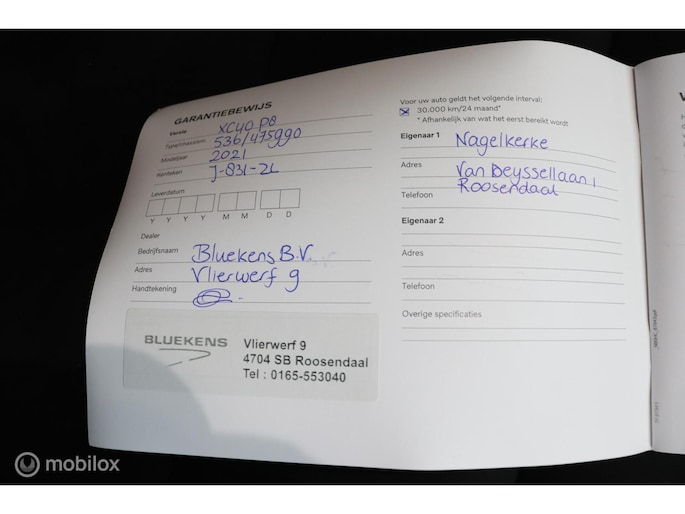 GARANTIEBEWIJS
Versie XC40 P8
Type/chassisnr. 536/475990
Modeljaar 2021
Kenteken J-831-ZL
Leverdatum
Y Y Y Y M M D D
Dealer
Bedrijfsnaam Bluekens B.V.
Adres Vlierwerf 9
Handtekening
BLUEKENS
Vlierwerf 9
4704 SB Roosendaal
Tel : 0165-553040
Voor uw auto geldt het volgende interval:
30.000 km/24 maand*
* Afhankelijk van wat het eerst bereikt wordt
Eigenaar 1 Nagelkerke
Adres Van Deyssellaan 1
Roosendaal
Telefoon
Eigenaar 2
Adres
Telefoon
Overige specificaties
mobilox